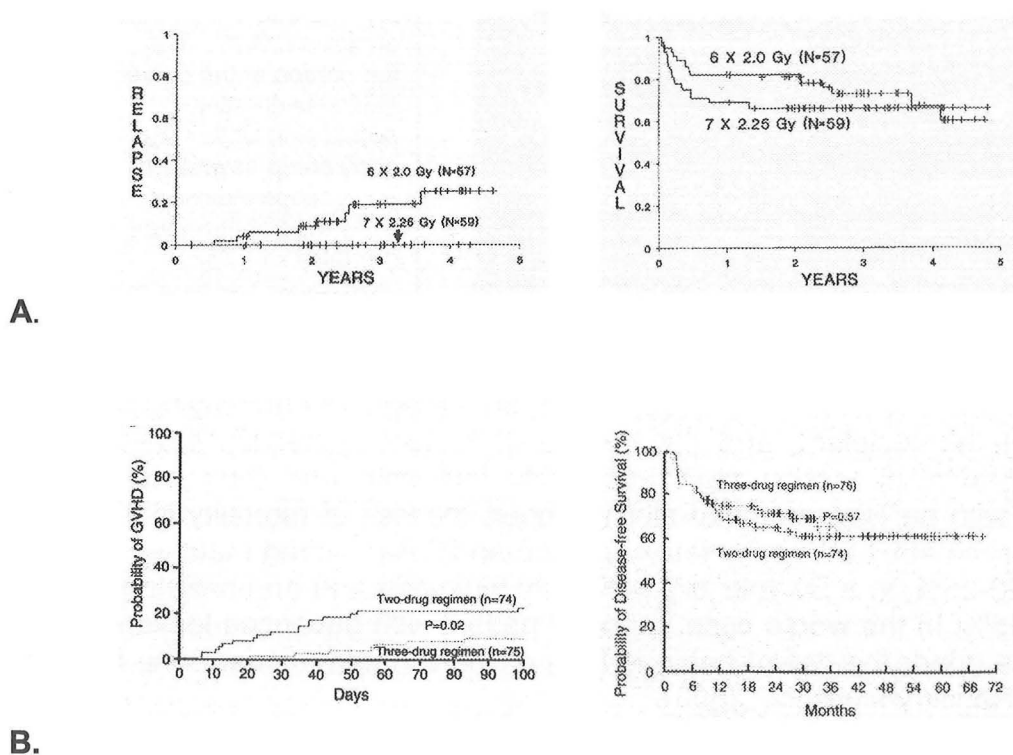 RELAPSE
1
0.8
0.6
0.4
0.2
0
6 X 2.0 Gy (N=57)
7 X 2.26 Gy (N=59)
0 1 2 3 4 5
YEARS
SURVIVAL
1
0.8
0.6
0.4
0.2
0
6 X 2.0 Gy (N=57)
7 X 2.25 Gy (N=59)
0 1 2 3 4 5
YEARS
A.
Probability of GVHD (%)
100
80
60
40
20
0
Two-drug regimen (n=74)
P=0.02
Three-drug regimen (n=75)
0 10 20 30 40 50 60 70 80 90 100
Days
Probability of Disease-free Survival (%)
100
80
60
40
20
0
Three-drug regimen (n=76)
P=0.57
Two-drug regimen (n=74)
0 6 12 18 24 30 36 42 48 54 60 66 72
Months
B.